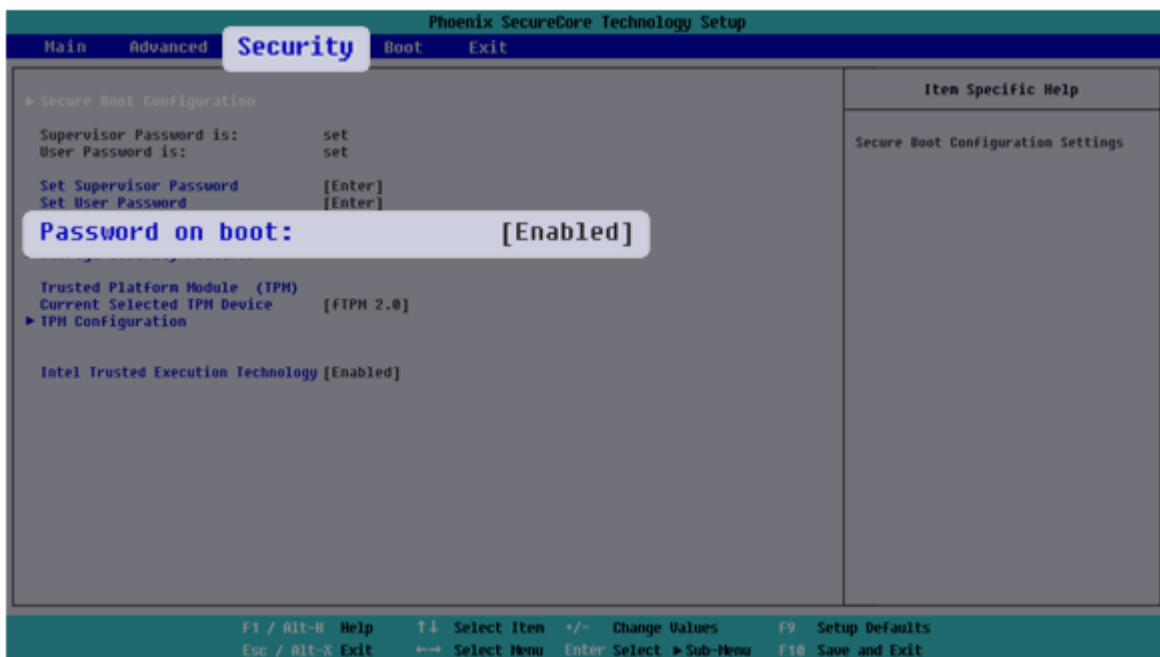 Phoenix SecureCore Technology Setup
Main Advanced Security Boot Exit
▶ Secure Boot Configuration
Supervisor Password is: set
User Password is: set
Set Supervisor Password [Enter]
Set User Password [Enter]
Password on boot: [Enabled]
Trusted Platform Module (TPM)
Current Selected TPM Device [fTPM 2.0]
▶ TPM Configuration
Intel Trusted Execution Technology [Enabled]
Item Specific Help
Secure Boot Configuration Settings
F1 / Alt-H Help ↑↓ Select Item +/- Change Values F9 Setup Defaults
Esc / Alt-X Exit ←→ Select Menu Enter Select ▶ Sub-Menu F10 Save and Exit